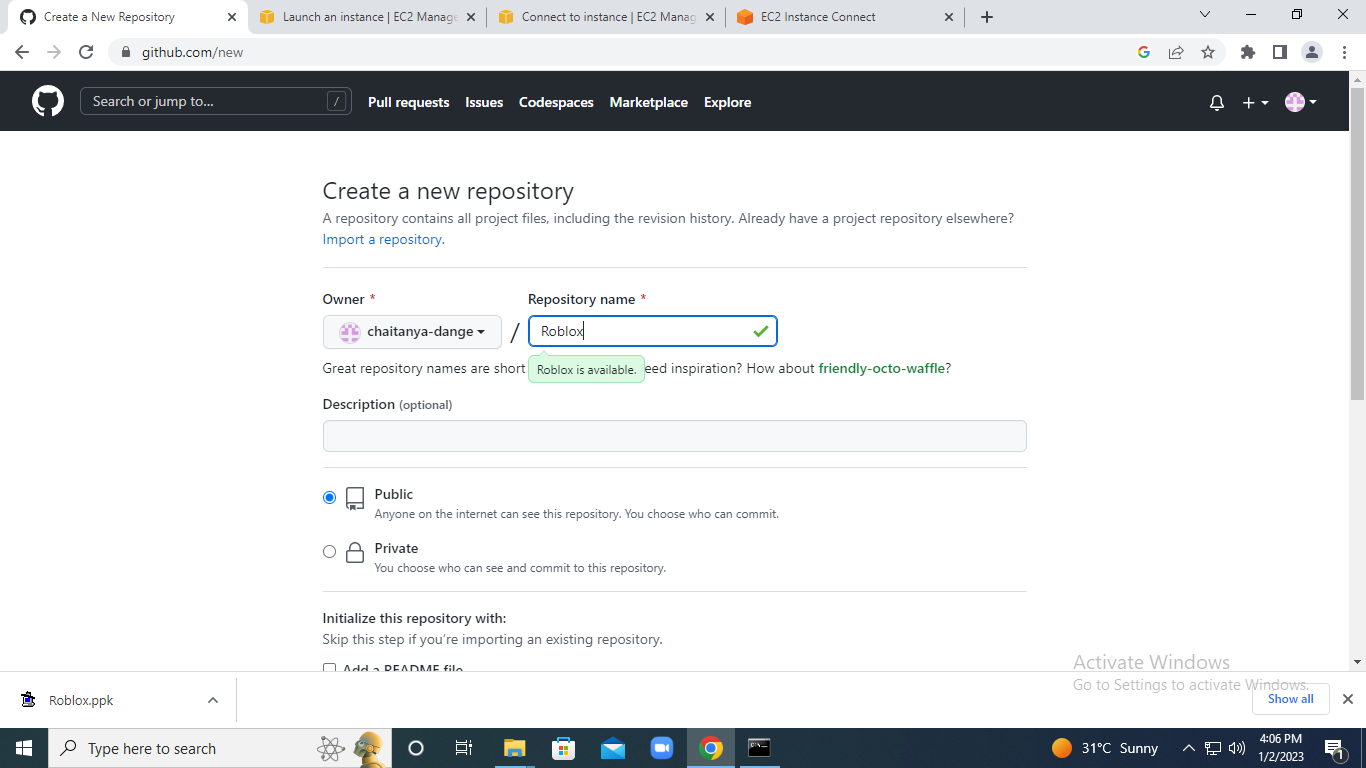 Create a New Repository
Launch an instance | EC2 Manage
Connect to instance | EC2 Manag
EC2 Instance Connect
github.com/new
Search or jump to...
/
Pull requests
Issues
Codespaces
Marketplace
Explore
Create a new repository
A repository contains all project files, including the revision history. Already have a project repository elsewhere?
Import a repository.
Owner *
Repository name *
chaitanya-dange
/
Roblox
Great repository names are short
Roblox is available.
eed inspiration? How about friendly-octo-waffle?
Description (optional)
Public
Anyone on the internet can see this repository. You choose who can commit.
Private
You choose who can see and commit to this repository.
Initialize this repository with:
Skip this step if you're importing an existing repository.
Add a README file
Activate Windows
Go to Settings to activate Windows.
Roblox.ppk
Show all
Type here to search
31°C Sunny
4:06 PM
1/2/2023
1